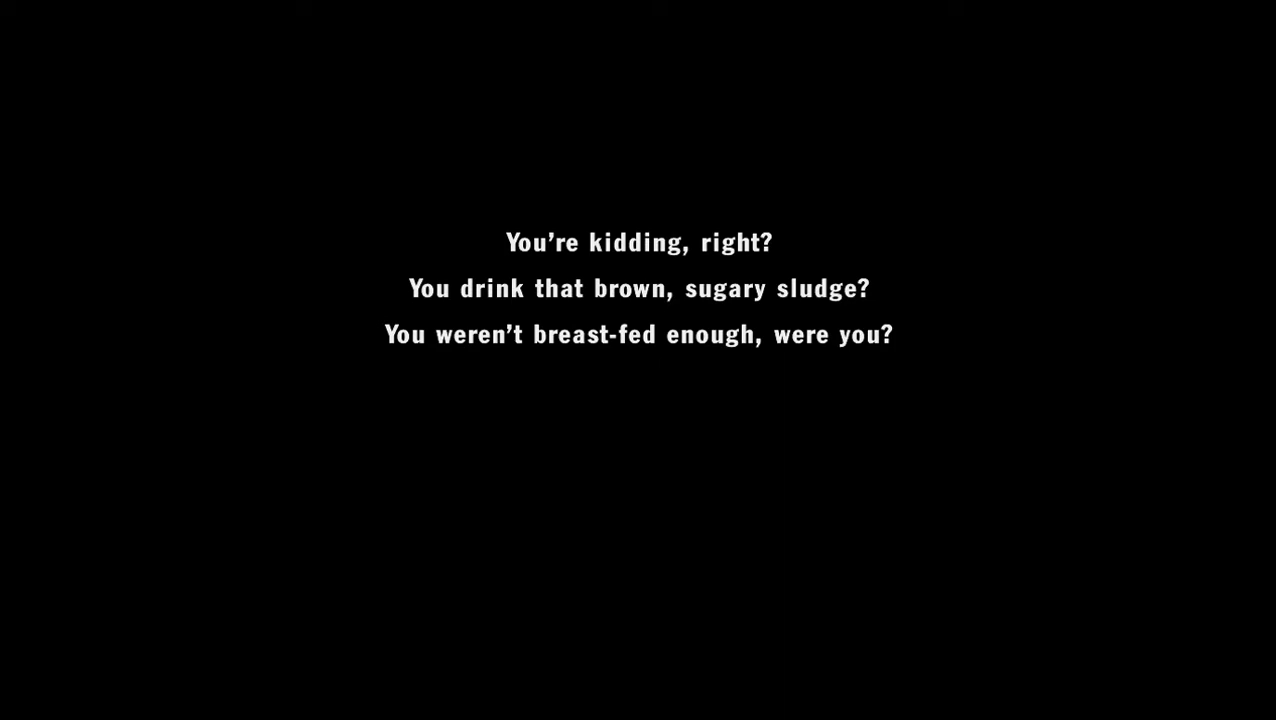 You’re kidding, right?
You drink that brown, sugary sludge?
You weren’t breast-fed enough, were you?